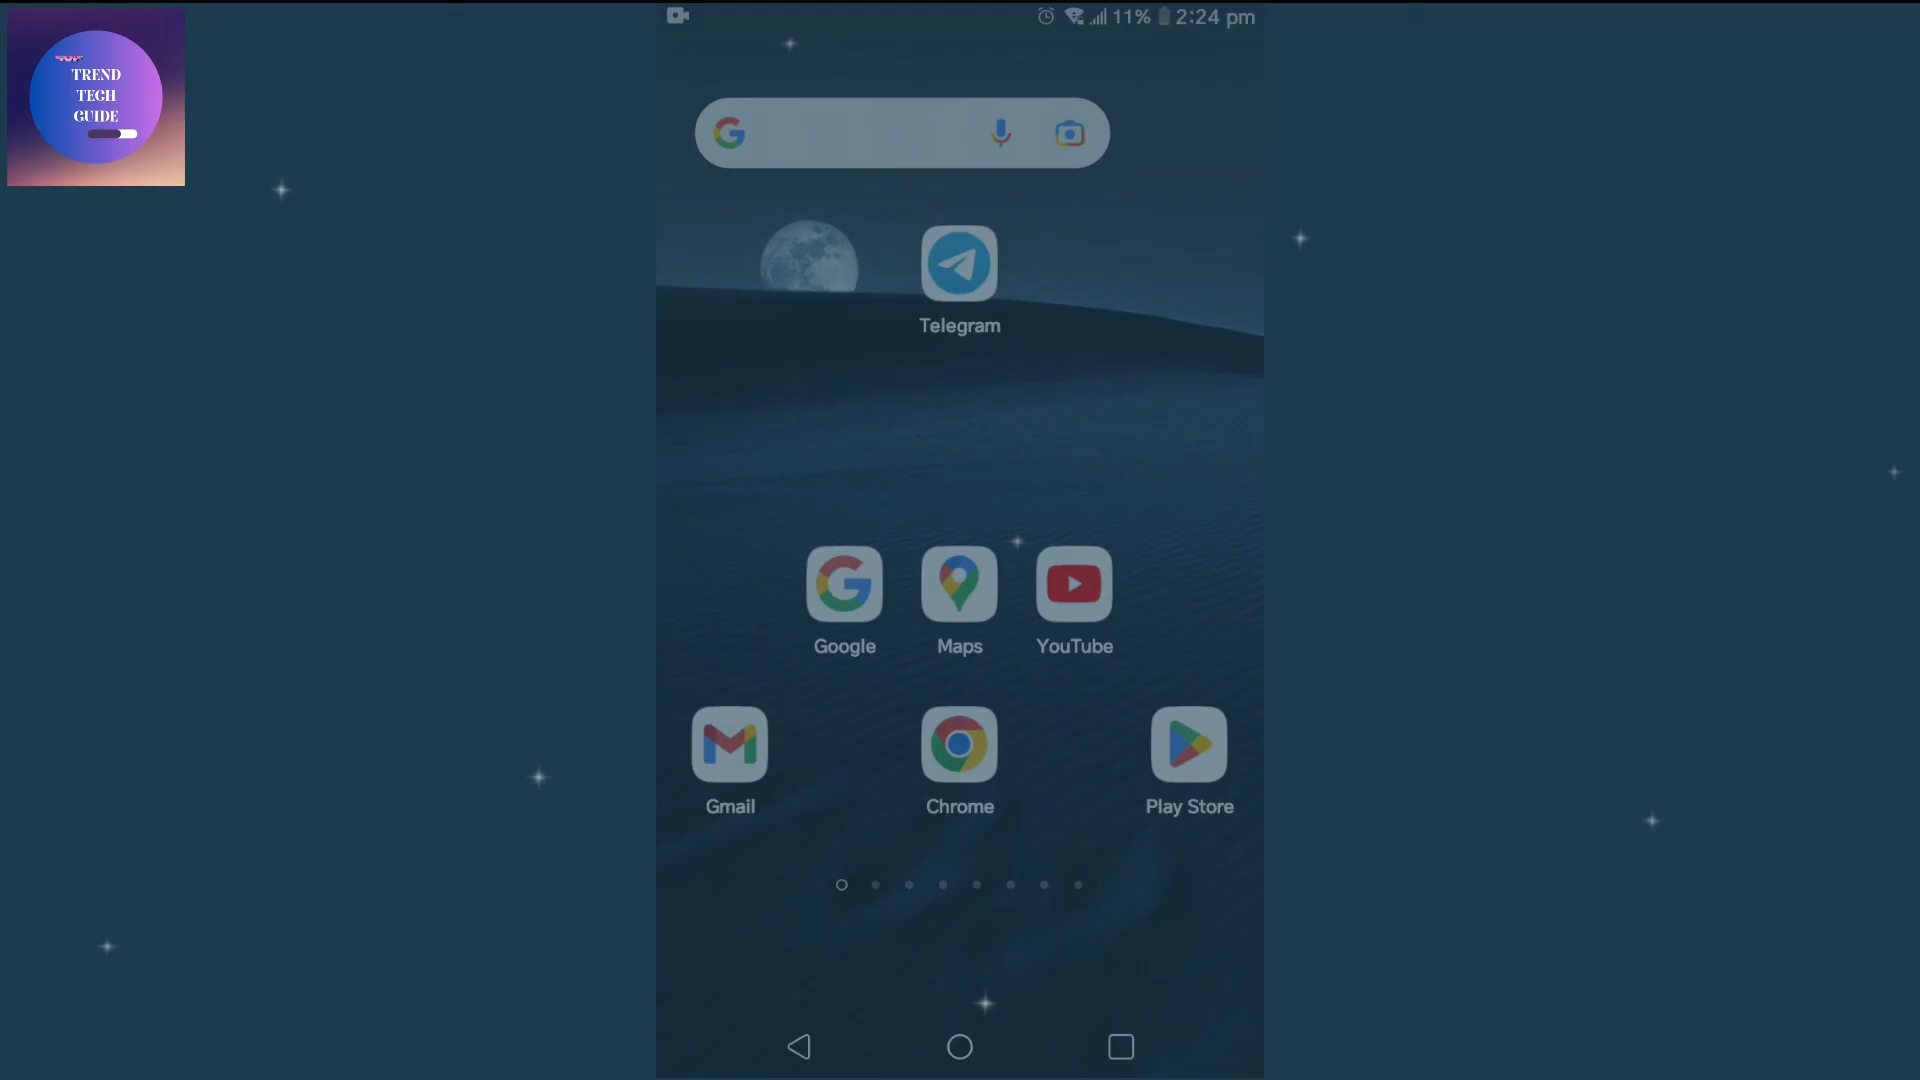 11% 2:24 pm
TREND
TECH
GUIDE
Telegram
Google Maps YouTube
Gmail Chrome Play Store